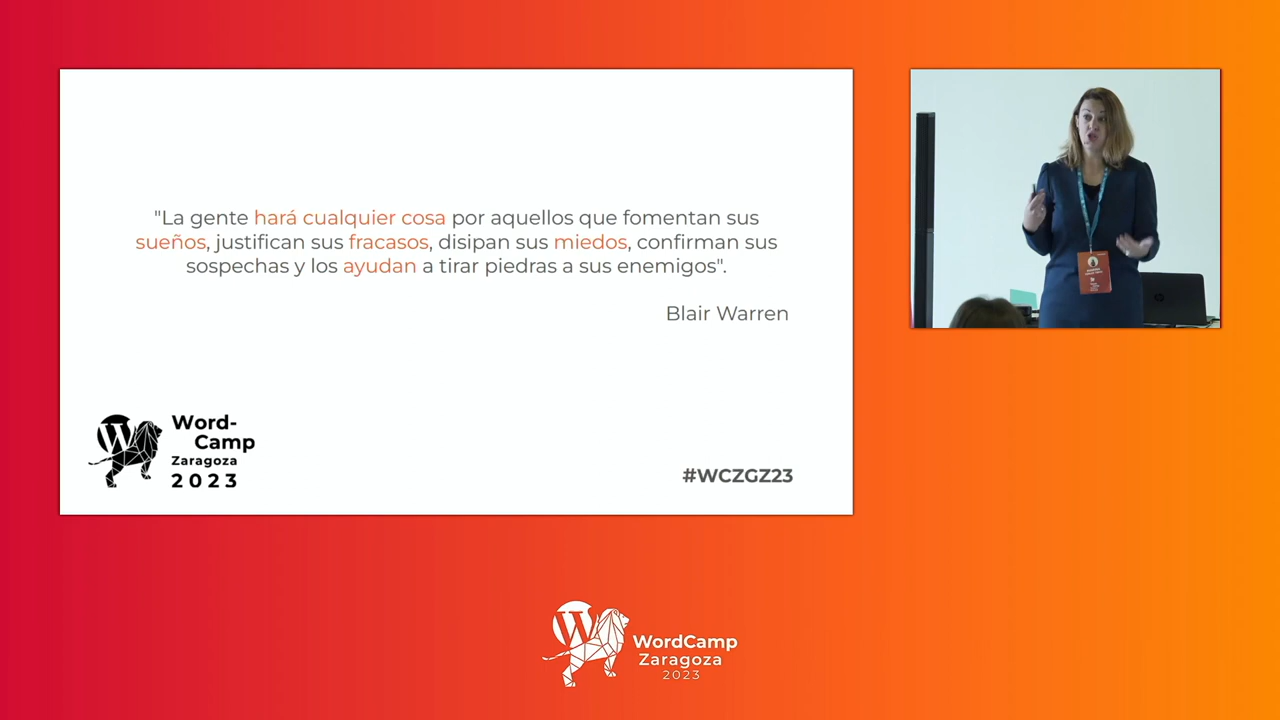 "La gente hará cualquier cosa por aquellos que fomentan sus
sueños, justifican sus fracasos, disipan sus miedos, confirman sus
sospechas y los ayudan a tirar piedras a sus enemigos".
Blair Warren
Word-
Camp
Zaragoza
2023
#WCZGZ23
WordCamp
Zaragoza
2023